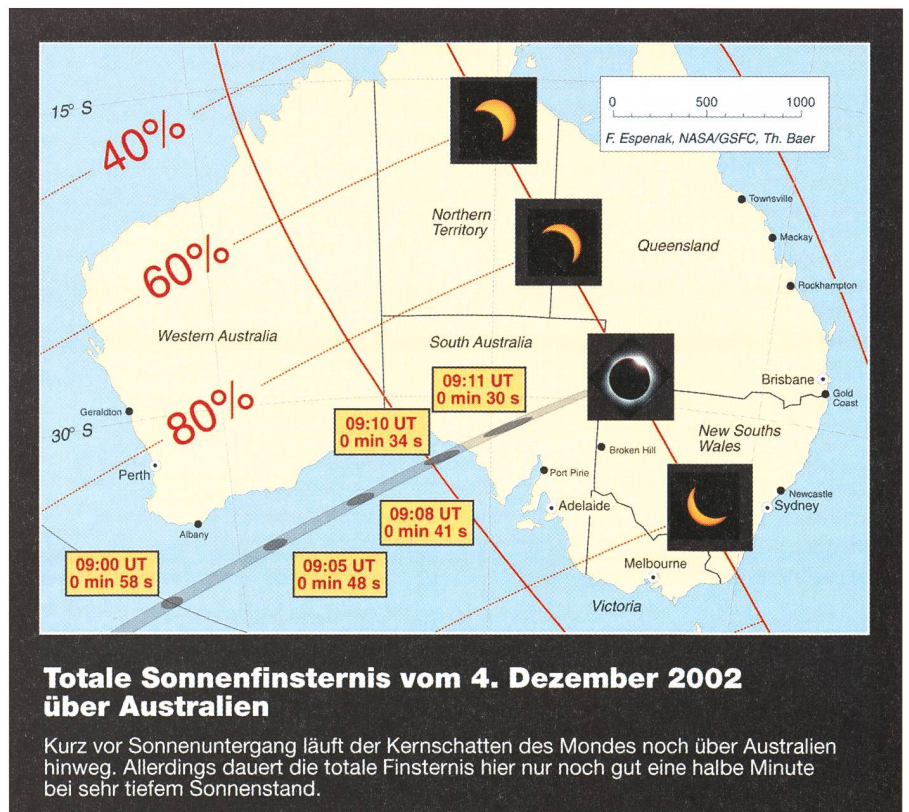 15° S
40%
0 500 1000
F. Espenak, NASA/GSFC, Th. Baer
Townsville
Northern
Territory
Mackay
Queensland
60%
Rockhampton
Western Australia
South Australia
09:11 UT
0 min 30 s
Brisbane
Gold
Coast
80%
Geraldton
09:10 UT
0 min 34 s
30° S
New Souths
Wales
Broken Hill
Perth
Port Pirie
Newcastle
Sydney
Adelaide
09:08 UT
0 min 41 s
Albany
09:00 UT
0 min 58 s
09:05 UT
0 min 48 s
Melbourne
Victoria
Totale Sonnenfinsternis vom 4. Dezember 2002
über Australien
Kurz vor Sonnenuntergang läuft der Kernschatten des Mondes noch über Australien
hinweg. Allerdings dauert die totale Finsternis hier nur noch gut eine halbe Minute
bei sehr tiefem Sonnenstand.